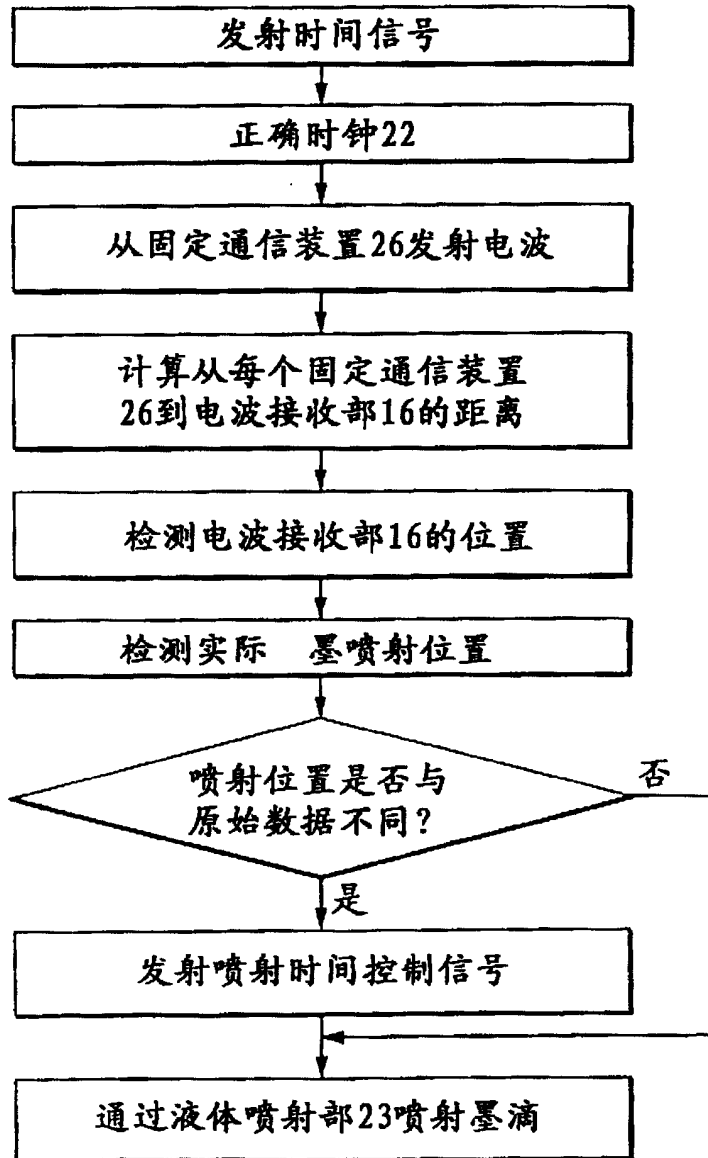 发射时间信号
正确时钟22
从固定通信装置26发射电波
计算从每个固定通信装置
26到电波接收部16的距离
检测电波接收部16的位置
检测实际 墨喷射位置
喷射位置是否与
原始数据不同?
否
是
发射喷射时间控制信号
通过液体喷射部23喷射墨滴